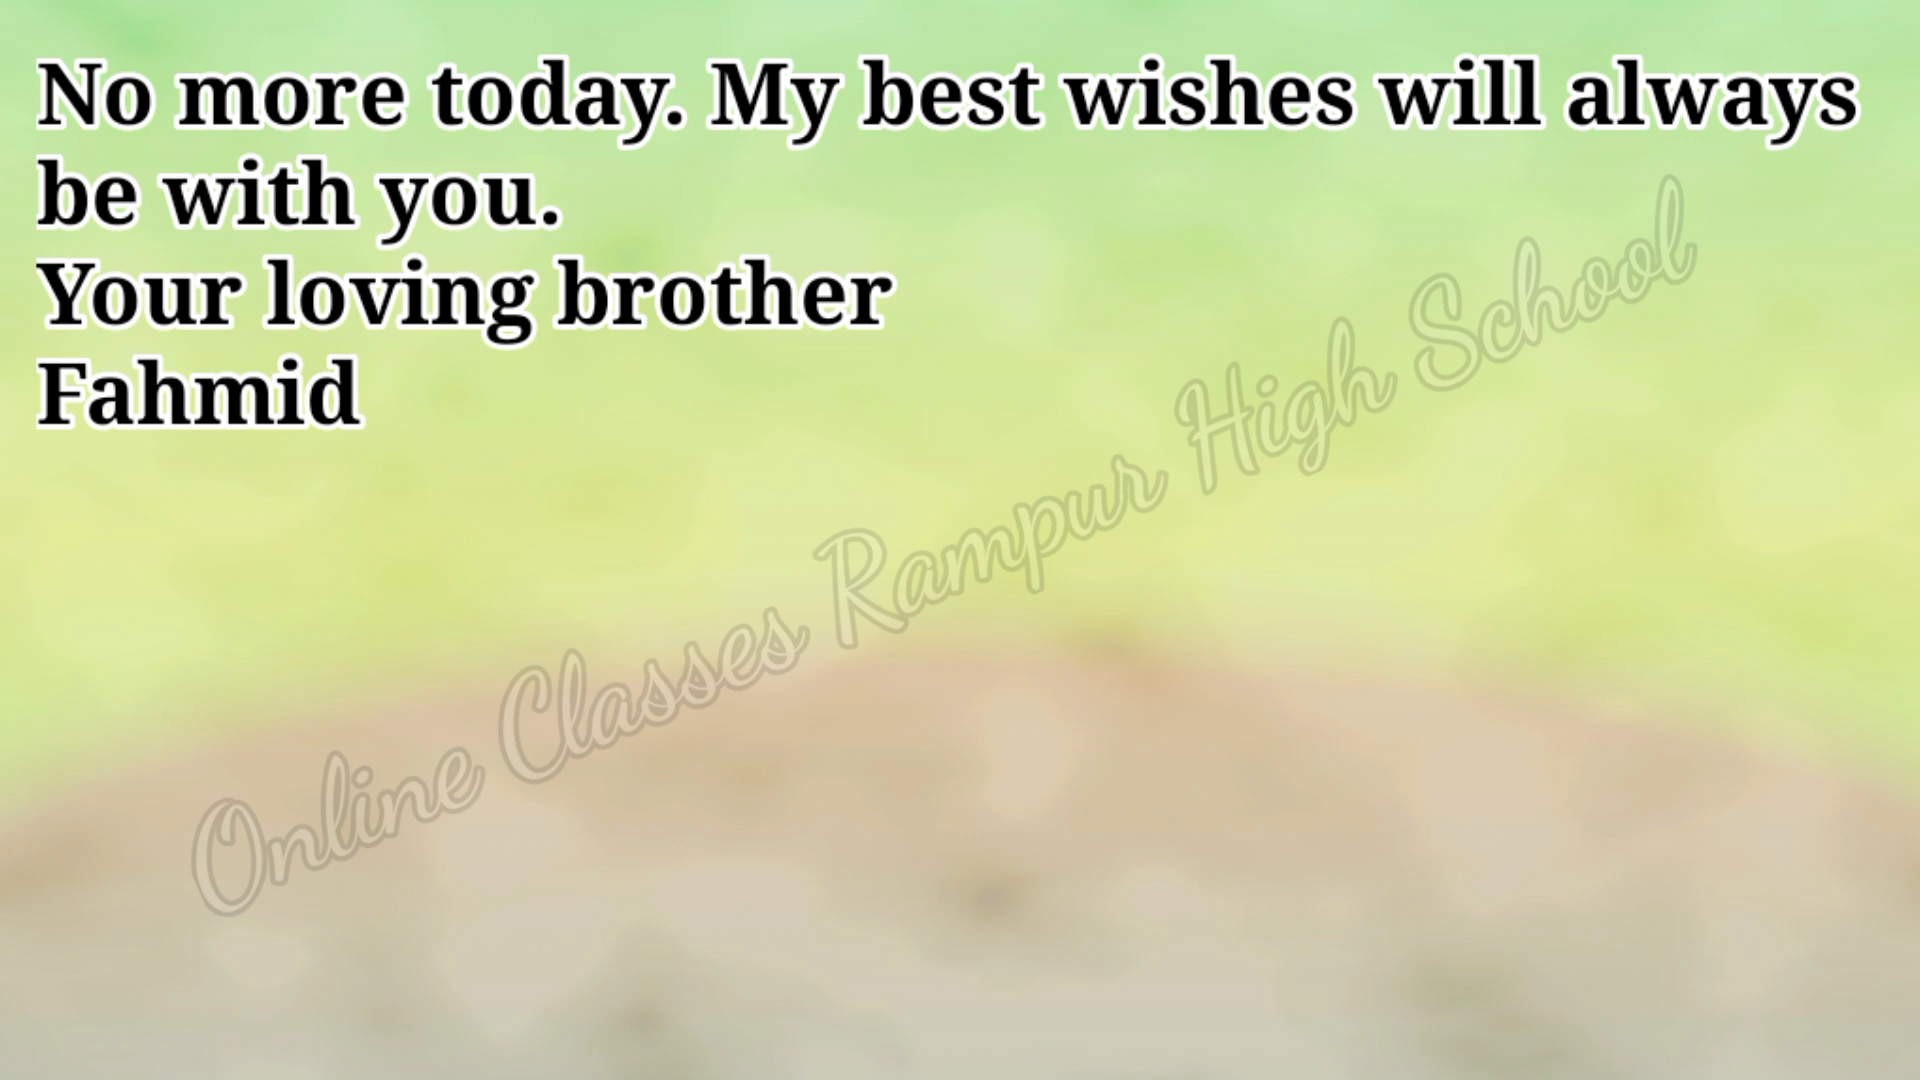 No more today. My best wishes will always
be with you.
Your loving brother
Fahmid
Online Classes Rampur High School